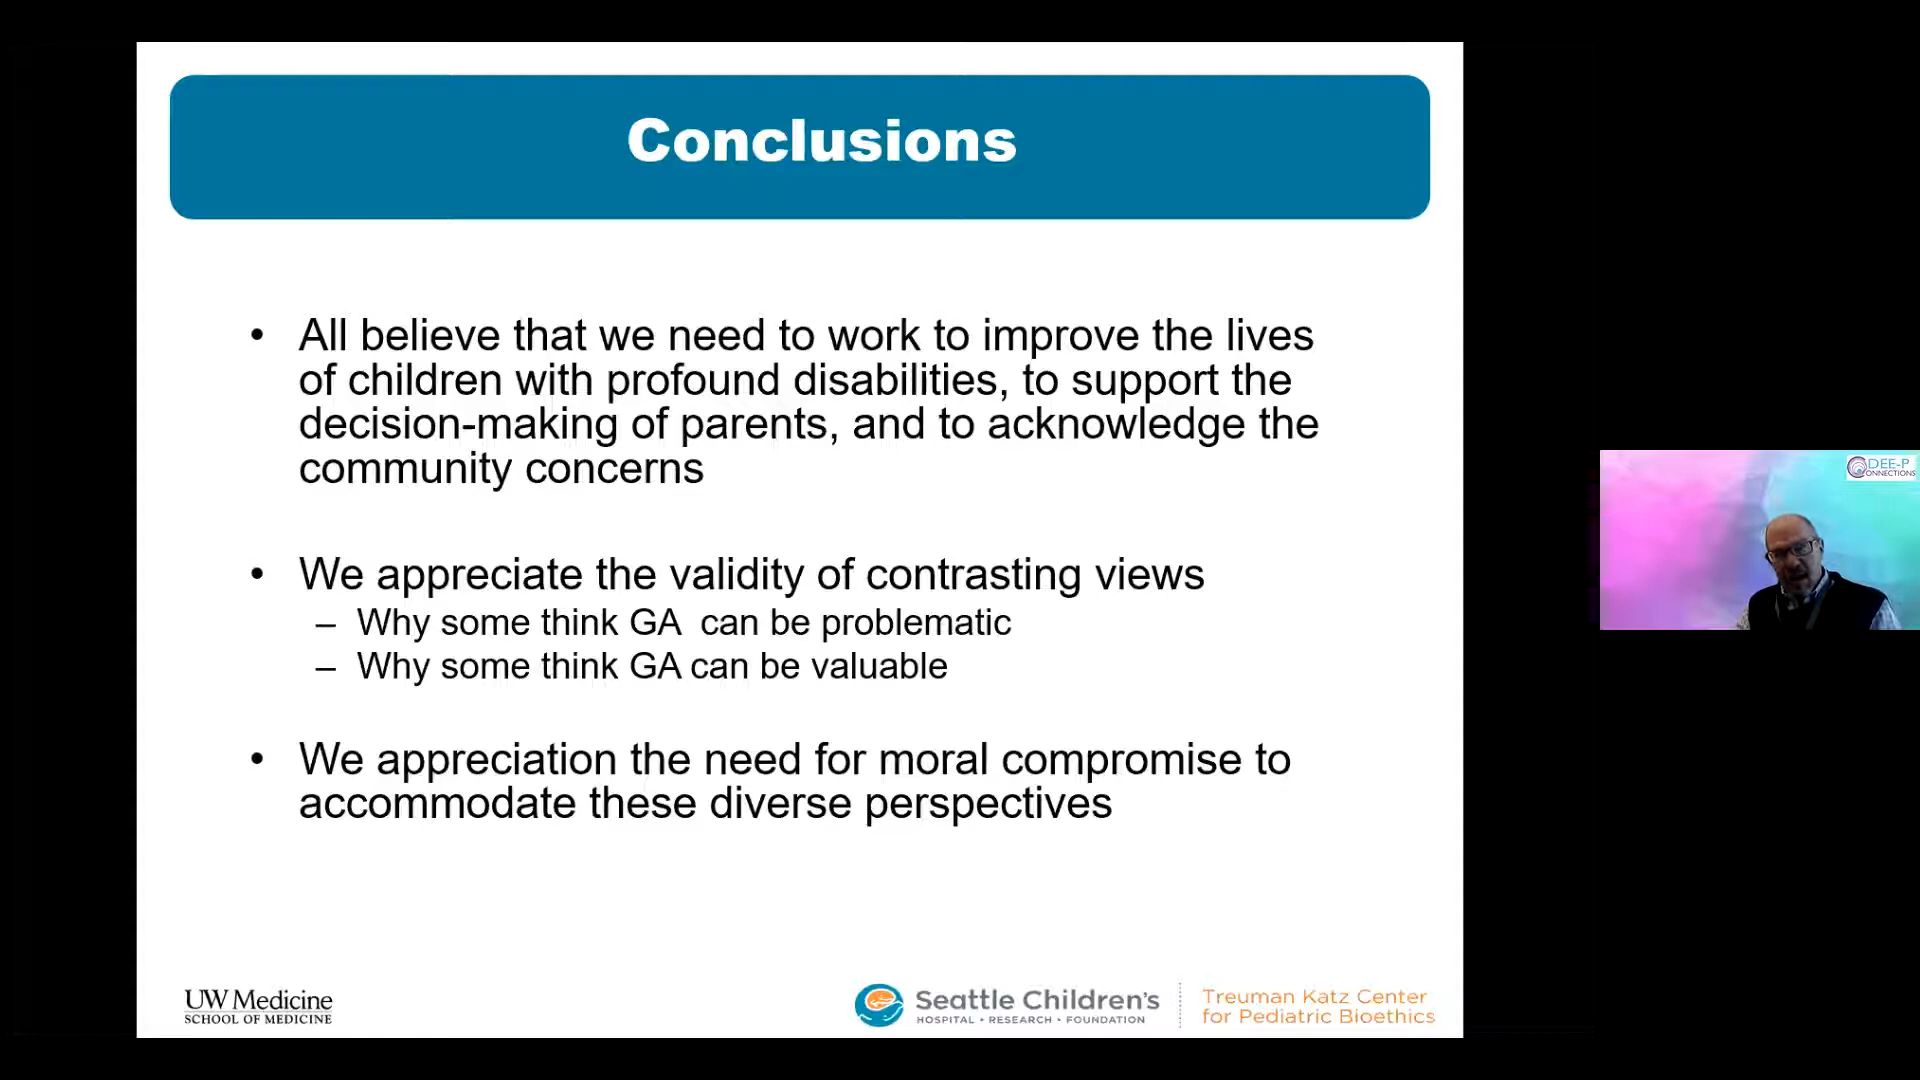 Conclusions
• All believe that we need to work to improve the lives
of children with profound disabilities, to support the
decision-making of parents, and to acknowledge the
community concerns
• We appreciate the validity of contrasting views
– Why some think GA  can be problematic
– Why some think GA can be valuable
• We appreciation the need for moral compromise to
accommodate these diverse perspectives
UW Medicine
SCHOOL OF MEDICINE
Seattle Children's
HOSPITAL • RESEARCH • FOUNDATION
Treuman Katz Center
for Pediatric Bioethics
DEE-P
CONNECTIONS